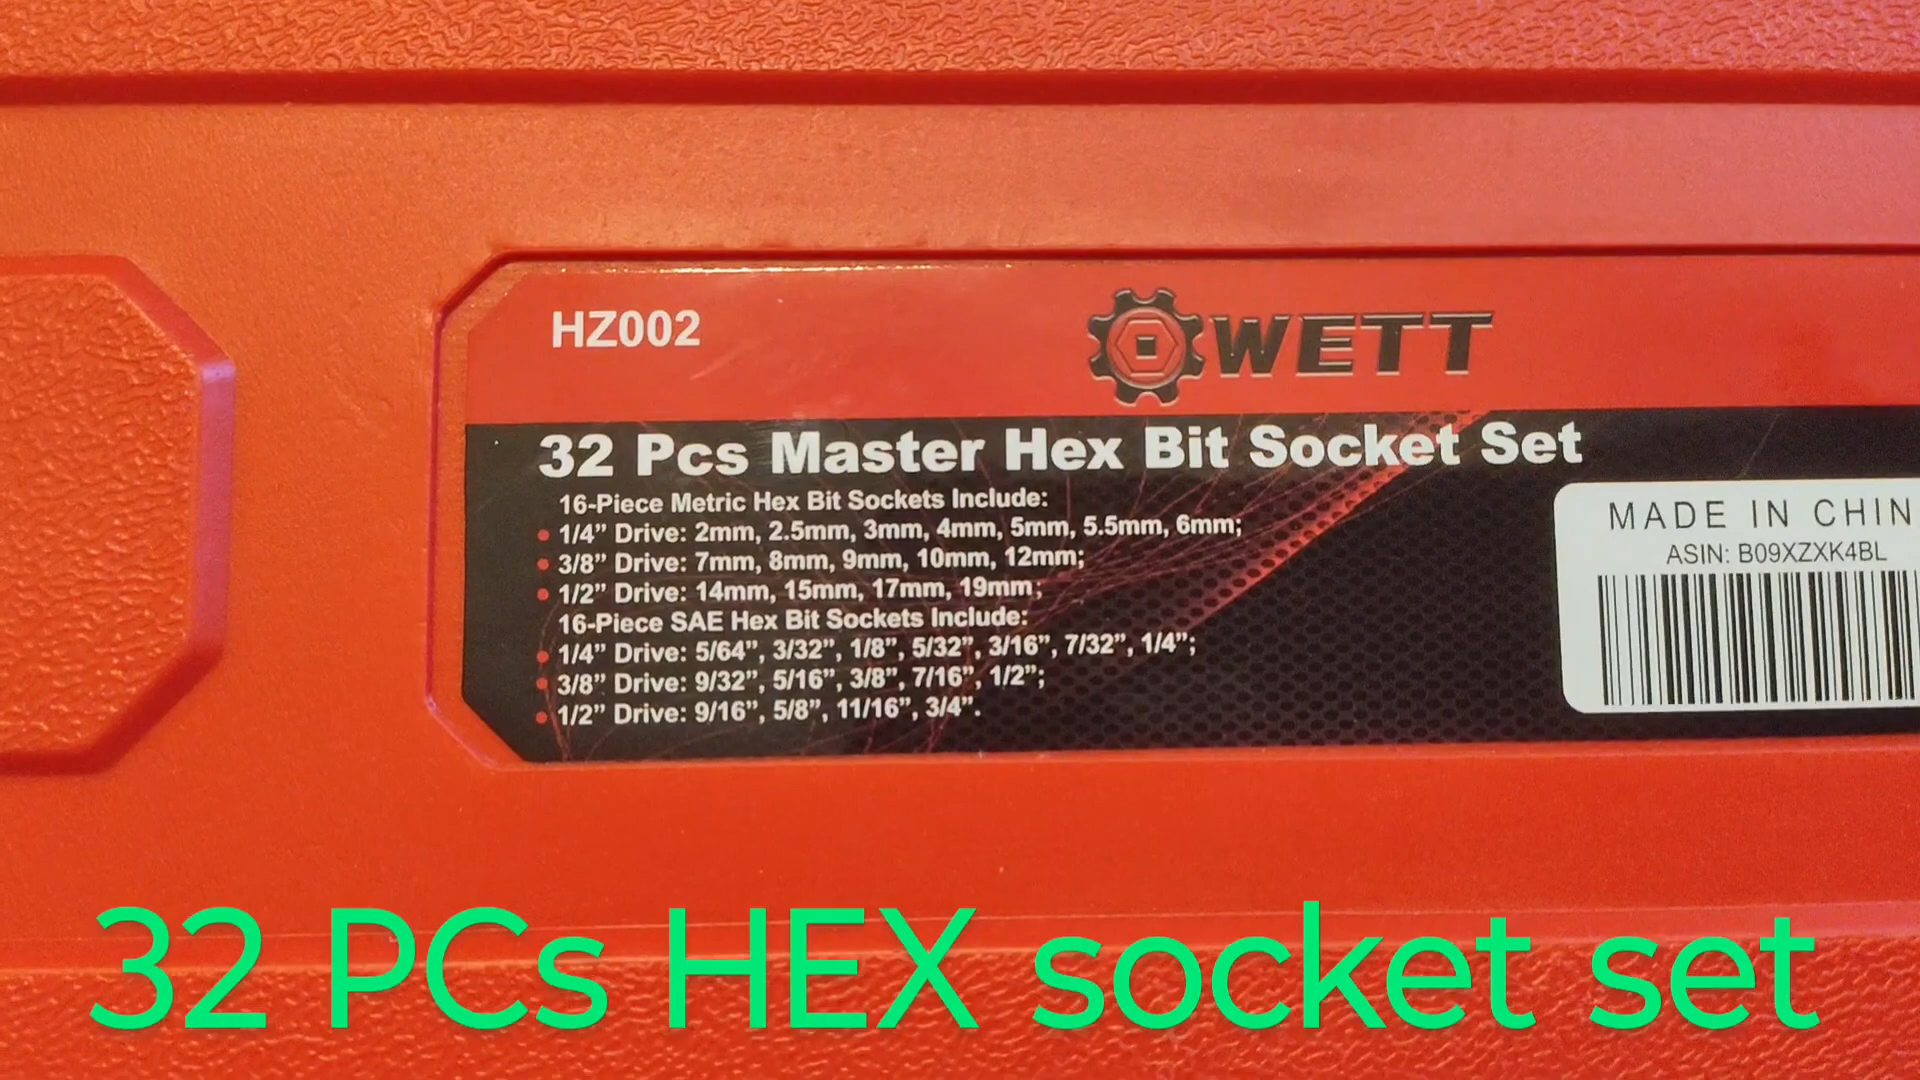 HZ002
WETT
32 Pcs Master Hex Bit Socket Set
16-Piece Metric Hex Bit Sockets Include:
• 1/4” Drive: 2mm, 2.5mm, 3mm, 4mm, 5mm, 5.5mm, 6mm;
• 3/8” Drive: 7mm, 8mm, 9mm, 10mm, 12mm;
• 1/2” Drive: 14mm, 15mm, 17mm, 19mm;
16-Piece SAE Hex Bit Sockets Include:
• 1/4” Drive: 5/64”, 3/32”, 1/8”, 5/32”, 3/16”, 7/32”, 1/4”;
• 3/8” Drive: 9/32”, 5/16”, 3/8”, 7/16”, 1/2”;
• 1/2” Drive: 9/16”, 5/8”, 11/16”, 3/4”.
MADE IN CHIN
ASIN: B09XZXK4BL
32 PCs HEX socket set